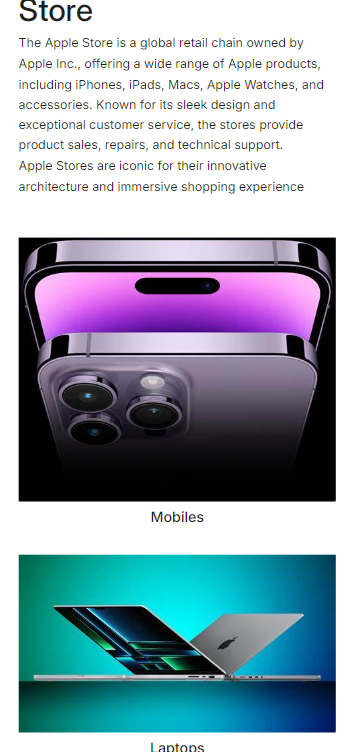 Store
The Apple Store is a global retail chain owned by
Apple Inc., offering a wide range of Apple products,
including iPhones, iPads, Macs, Apple Watches, and
accessories. Known for its sleek design and
exceptional customer service, the stores provide
product sales, repairs, and technical support.
Apple Stores are iconic for their innovative
architecture and immersive shopping experience
Mobiles
Laptops